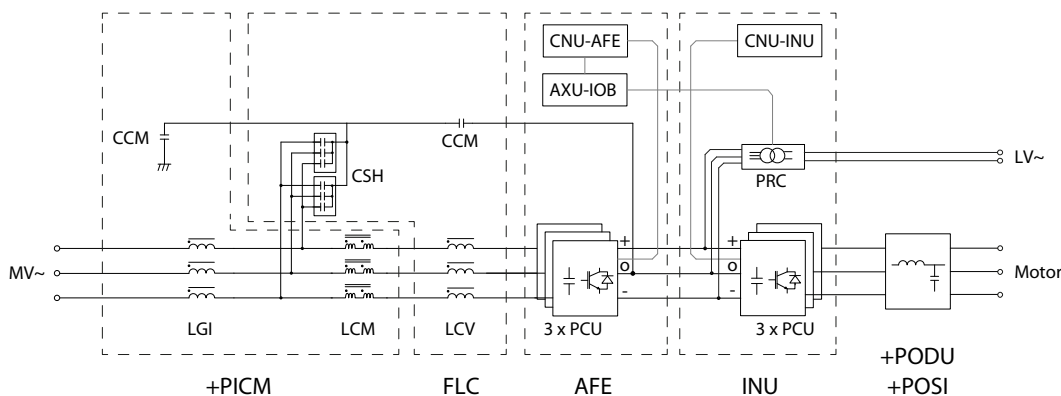 CNU-AFE
CNU-INU
AXU-IOB
CCM
CCM
LV~
PRC
CSH
+
o
-
+
o
-
MV~
Motor
LGI
LCM
LCV
3 x PCU
3 x PCU
+PICM
FLC
AFE
INU
+PODU
+POSI